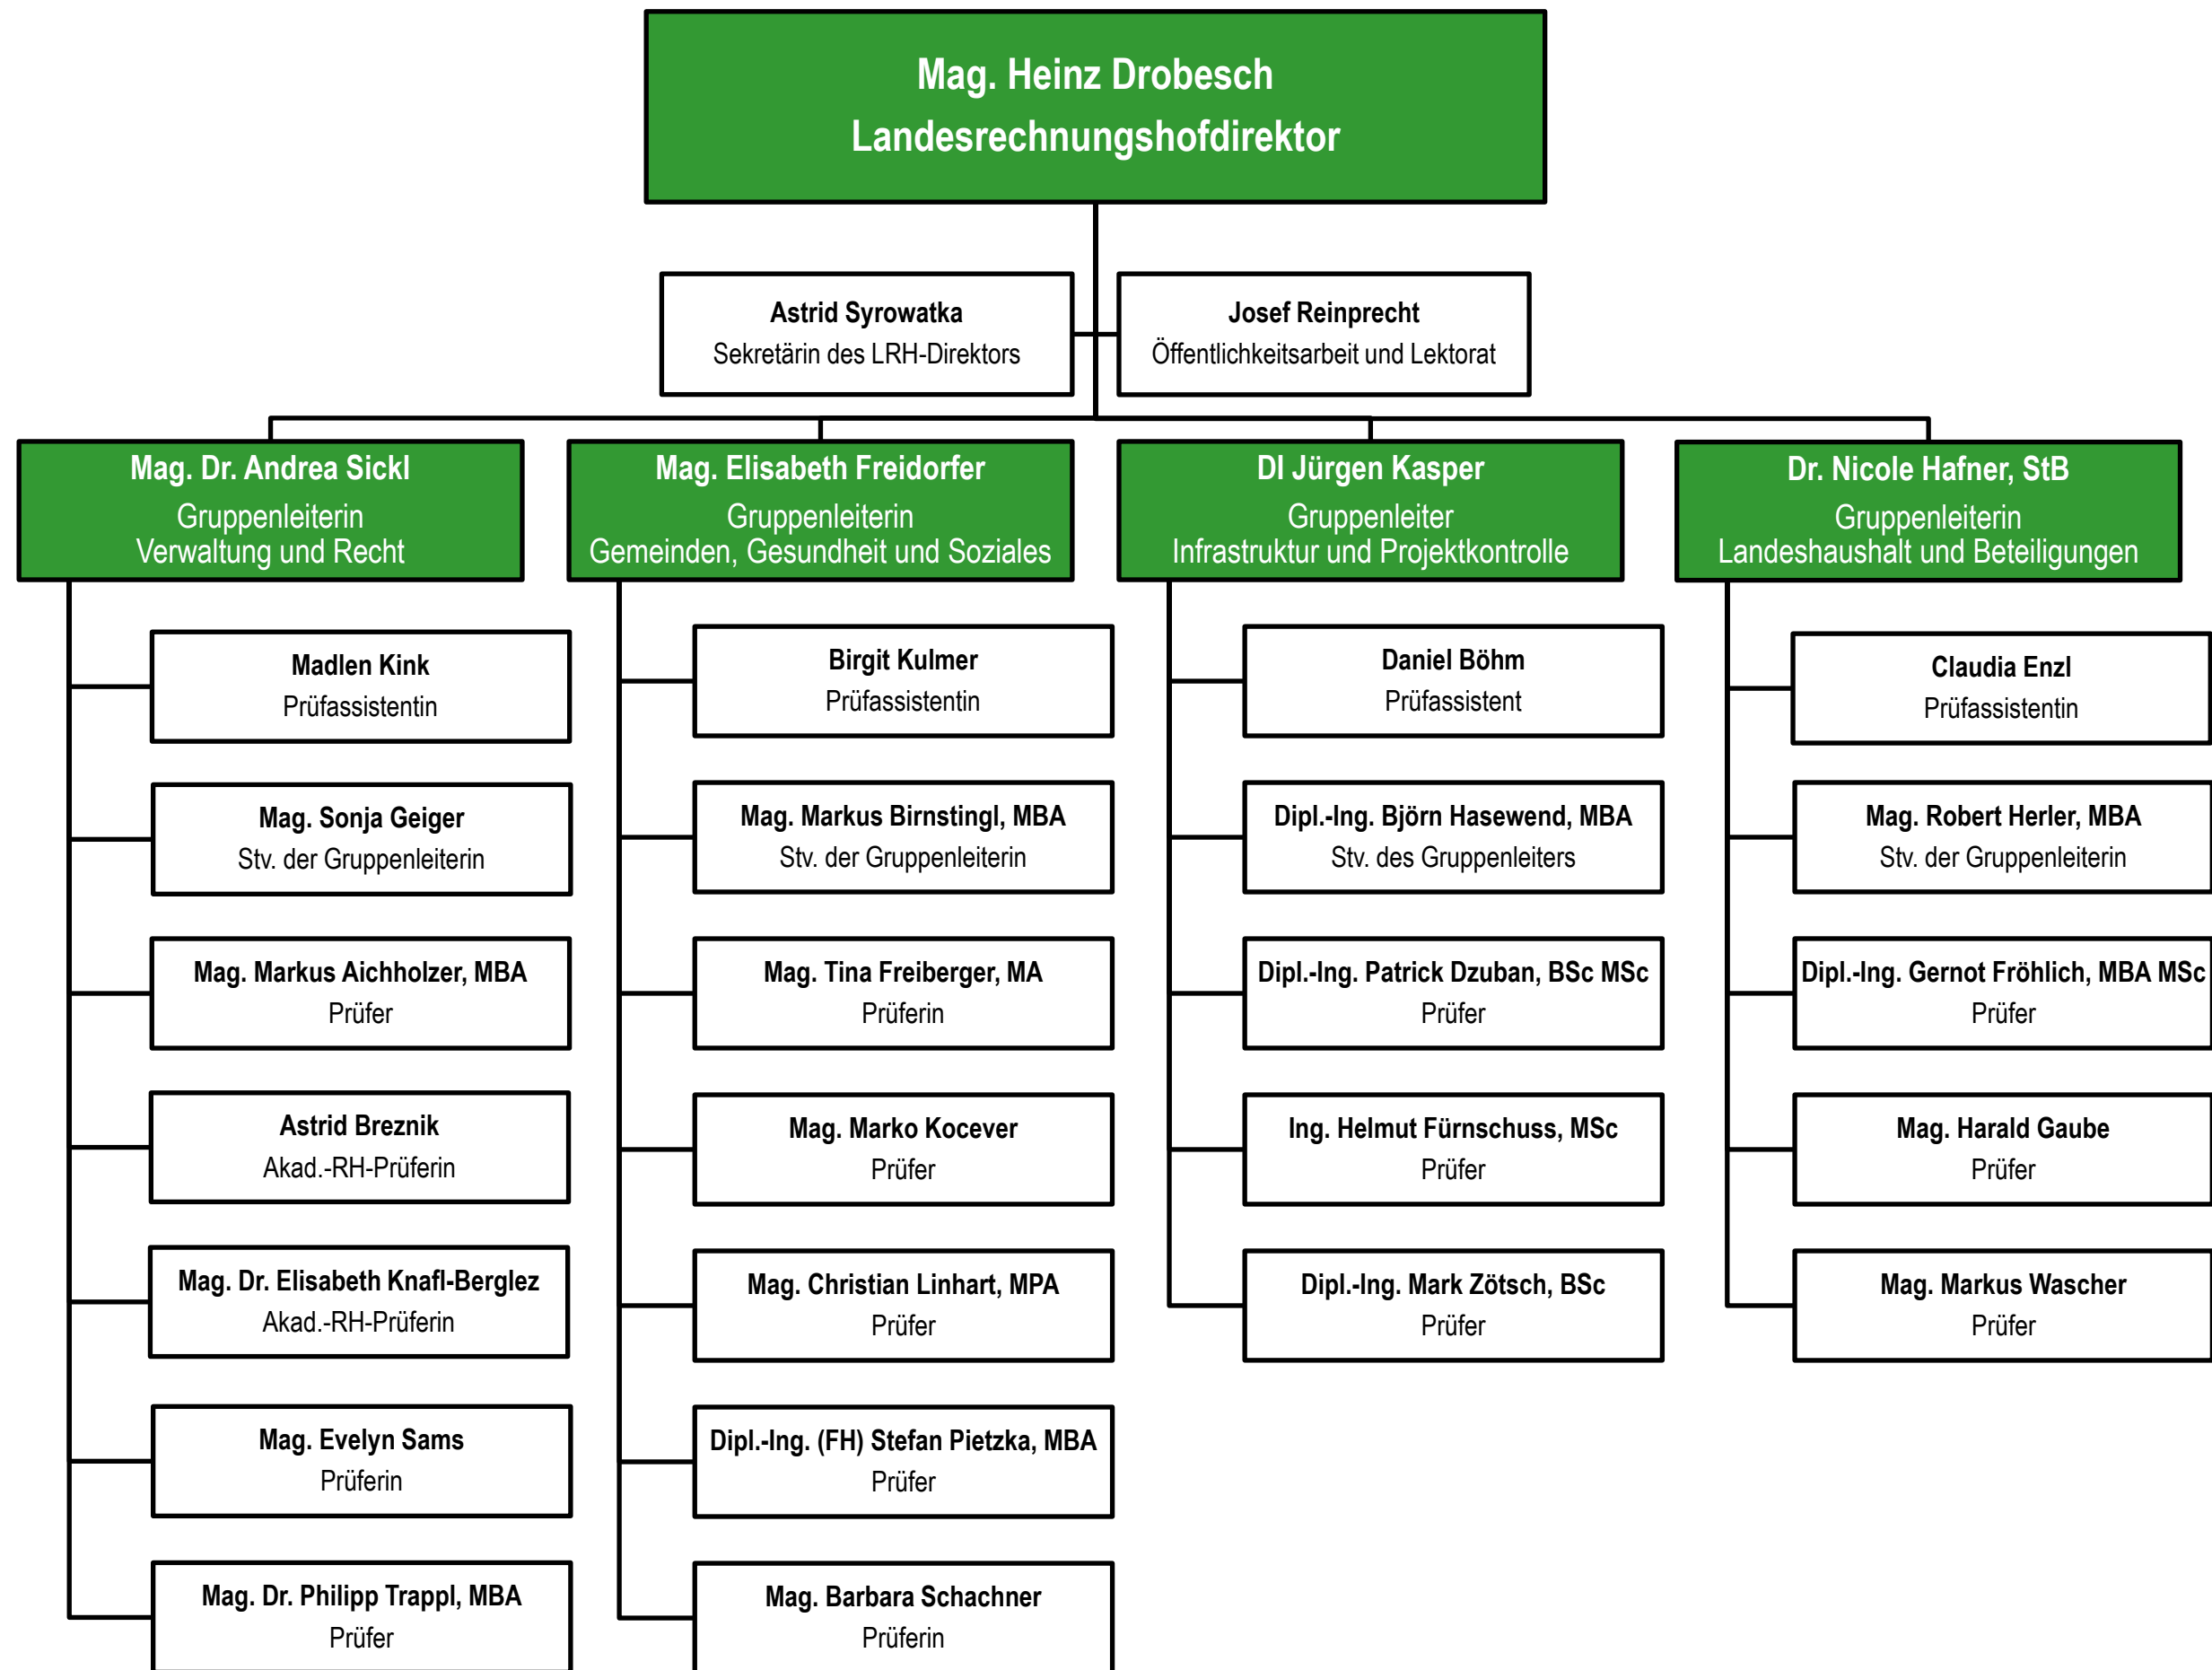 Mag. Heinz Drobesch
Landesrechnungshofdirektor
Astrid Syrowatka
Sekretärin des LRH-Direktors
Josef Reinprecht
Öffentlichkeitsarbeit und Lektorat
Mag. Dr. Andrea Sickl
Gruppenleiterin
Verwaltung und Recht
Madlen Kink
Prüfassistentin
Mag. Sonja Geiger
Stv. der Gruppenleiterin
Mag. Markus Aichholzer, MBA
Prüfer
Astrid Breznik
Akad.-RH-Prüferin
Mag. Dr. Elisabeth Knafl-Berglez
Akad.-RH-Prüferin
Mag. Evelyn Sams
Prüferin
Mag. Dr. Philipp Trappl, MBA
Prüfer
Mag. Elisabeth Freidorfer
Gruppenleiterin
Gemeinden, Gesundheit und Soziales
Birgit Kulmer
Prüfassistentin
Mag. Markus Birnstingl, MBA
Stv. der Gruppenleiterin
Mag. Tina Freiberger, MA
Prüferin
Mag. Marko Kocever
Prüfer
Mag. Christian Linhart, MPA
Prüfer
Dipl.-Ing. (FH) Stefan Pietzka, MBA
Prüfer
Mag. Barbara Schachner
Prüferin
DI Jürgen Kasper
Gruppenleiter
Infrastruktur und Projektkontrolle
Daniel Böhm
Prüfassistent
Dipl.-Ing. Björn Hasewend, MBA
Stv. des Gruppenleiters
Dipl.-Ing. Patrick Dzuban, BSc MSc
Prüfer
Ing. Helmut Fürnschuss, MSc
Prüfer
Dipl.-Ing. Mark Zötsch, BSc
Prüfer
Dr. Nicole Hafner, StB
Gruppenleiterin
Landeshaushalt und Beteiligungen
Claudia Enzl
Prüfassistentin
Mag. Robert Herler, MBA
Stv. der Gruppenleiterin
Dipl.-Ing. Gernot Fröhlich, MBA MSc
Prüfer
Mag. Harald Gaube
Prüfer
Mag. Markus Wascher
Prüfer